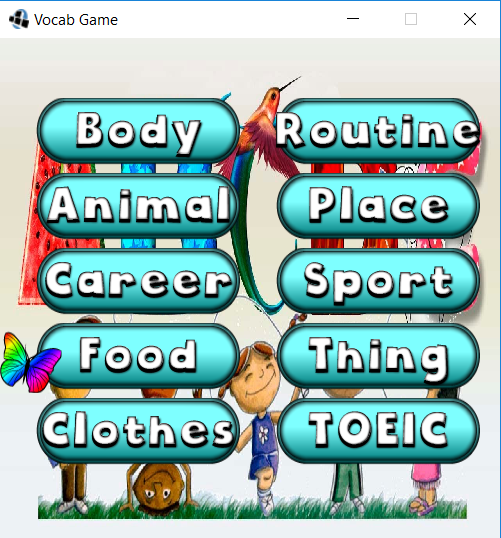 Vocab Game
Body
Routine
Animal
Place
Career
Sport
Food
Thing
Clothes
TOEIC